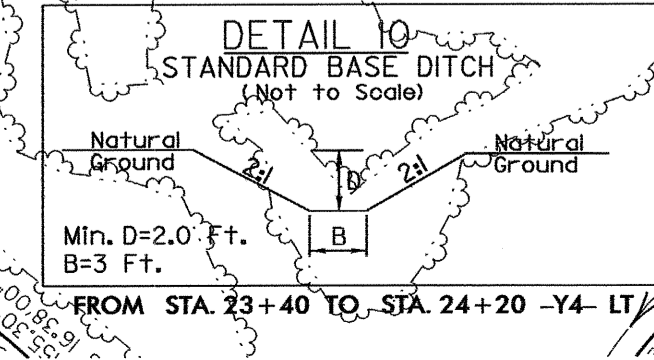 DETAIL 10
STANDARD BASE DITCH
(Not to Scale)
Natural Ground
2:1
D
2:1
Natural Ground
B
Min. D=2.0 Ft.
B=3 Ft.
FROM STA. 23+40 TO STA. 24+20 -Y4- LT